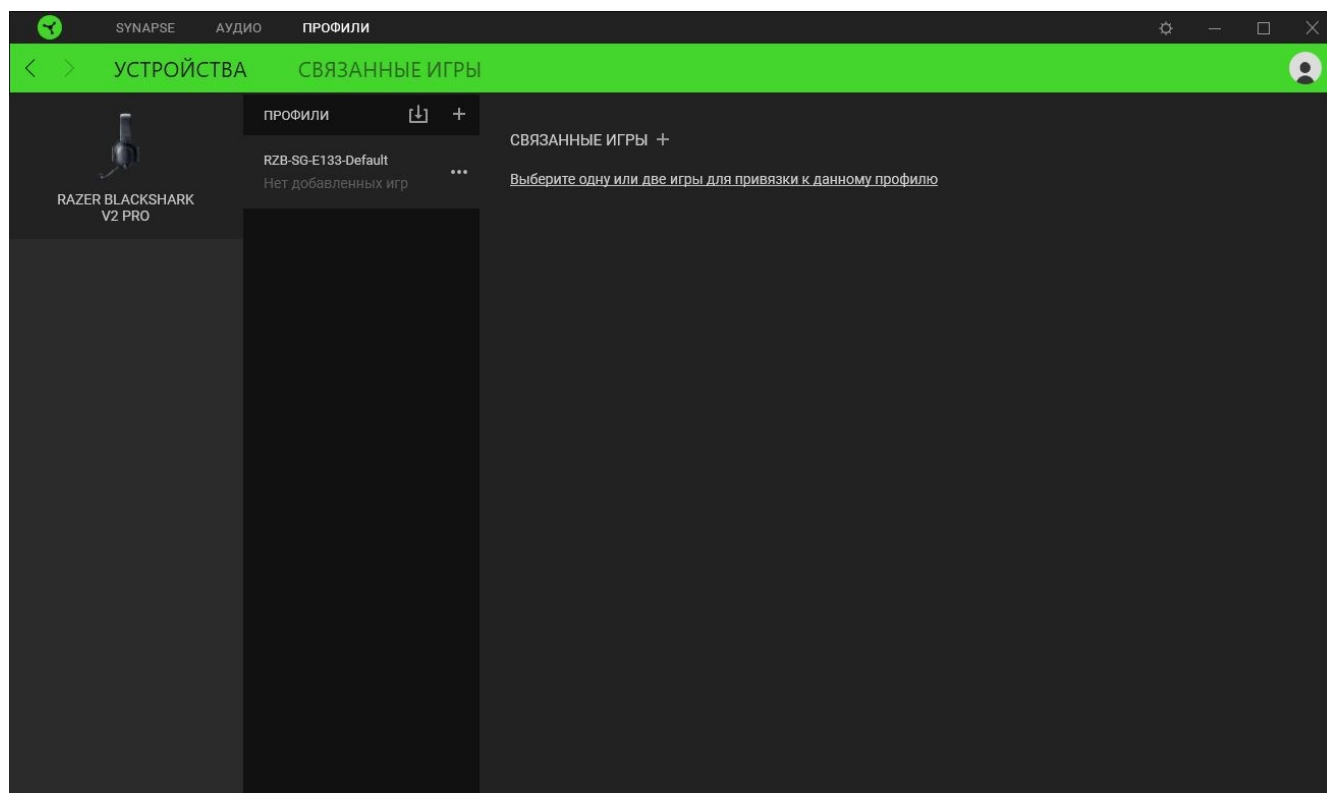 SYNAPSE АУДИО ПРОФИЛИ
УСТРОЙСТВА СВЯЗАННЫЕ ИГРЫ
RAZER BLACKSHARK
V2 PRO
ПРОФИЛИ
RZB-SG-E133-Default
Нет добавленных игр
СВЯЗАННЫЕ ИГРЫ +
Выберите одну или две игры для привязки к данному профилю